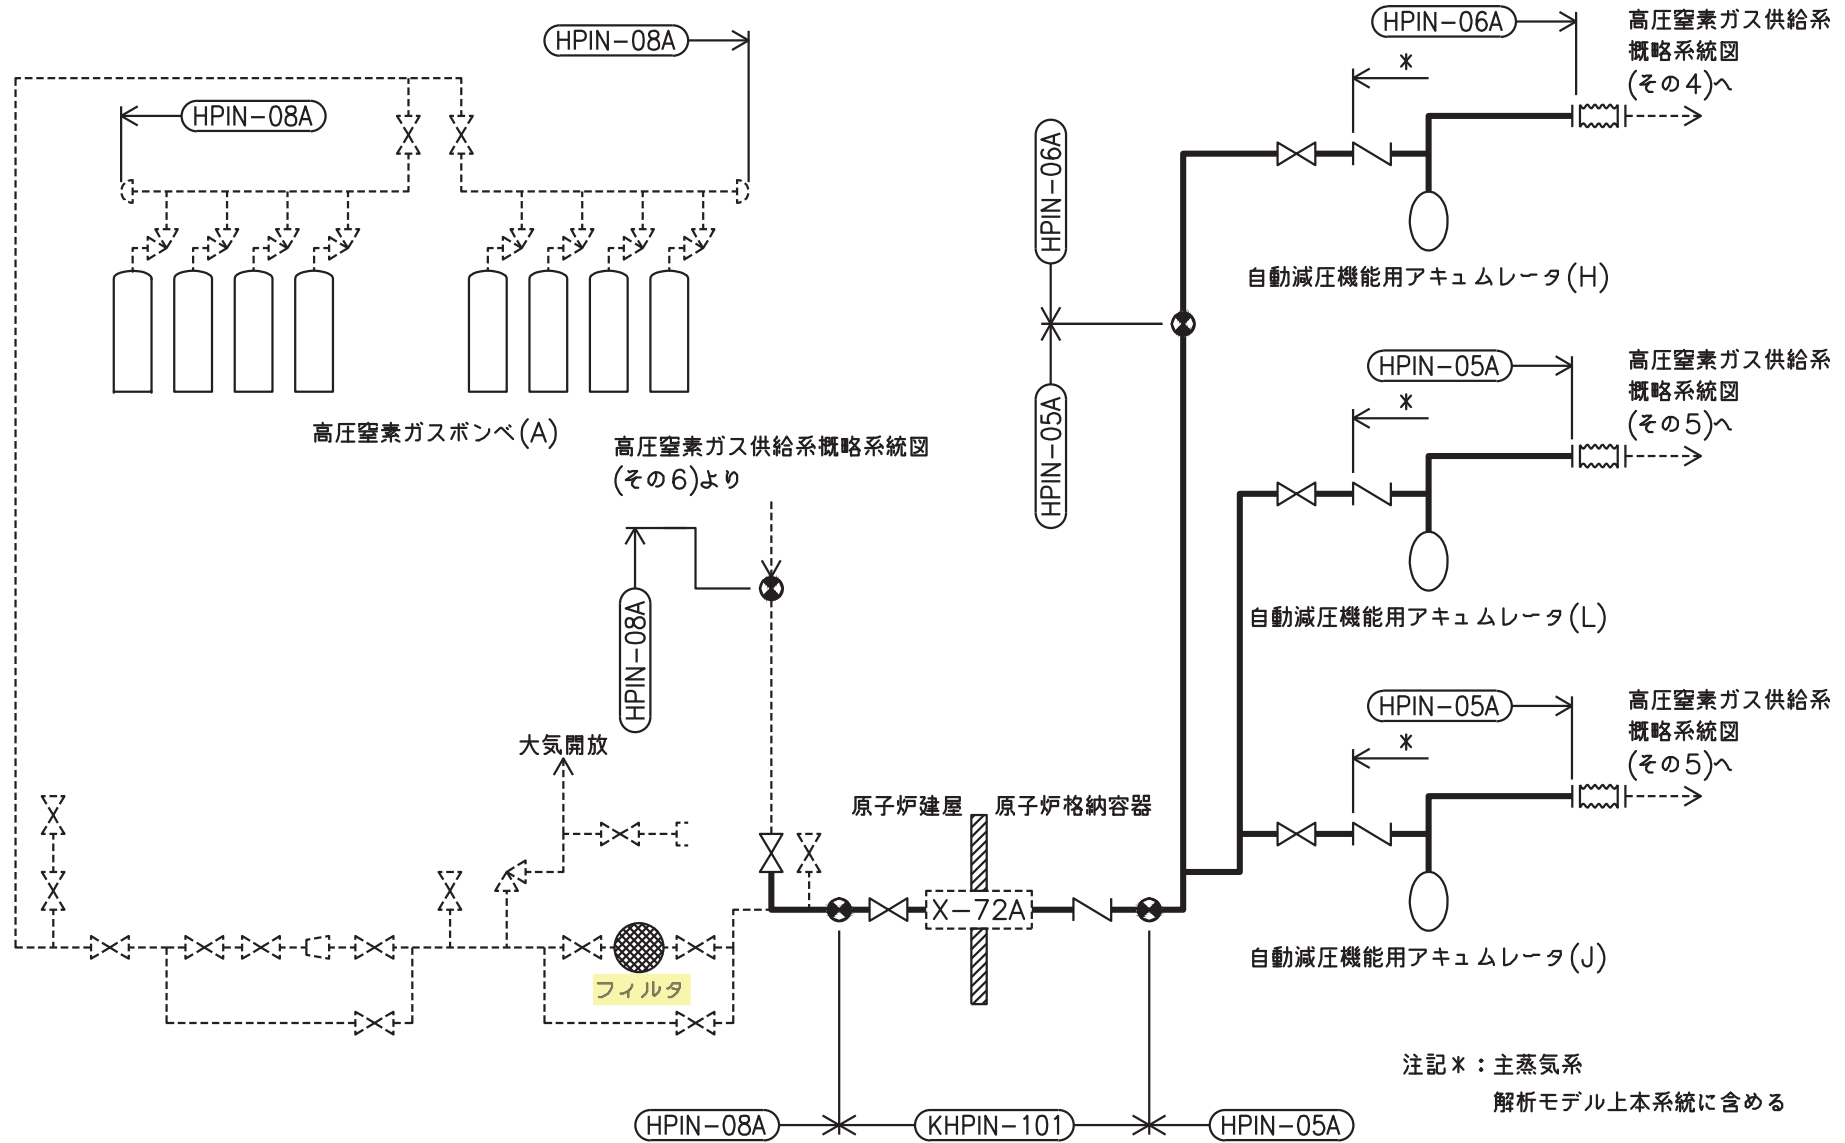 HPIN-08A
HPIN-08A
HPIN-06A
高圧窒素ガス供給系
概略系統図
(その4)へ
*
HPIN-06A
自動減圧機能用アキュムレータ(H)
高圧窒素ガスボンベ(A)
高圧窒素ガス供給系概略系統図
(その6)より
HPIN-05A
高圧窒素ガス供給系
概略系統図
(その5)へ
*
HPIN-05A
自動減圧機能用アキュムレータ(L)
HPIN-08A
HPIN-05A
高圧窒素ガス供給系
概略系統図
(その5)へ
*
大気開放
原子炉建屋
原子炉格納容器
X-72A
自動減圧機能用アキュムレータ(J)
フィルタ
注記*:主蒸気系
解析モデル上本系統に含める
HPIN-08A
KHPIN-101
HPIN-05A